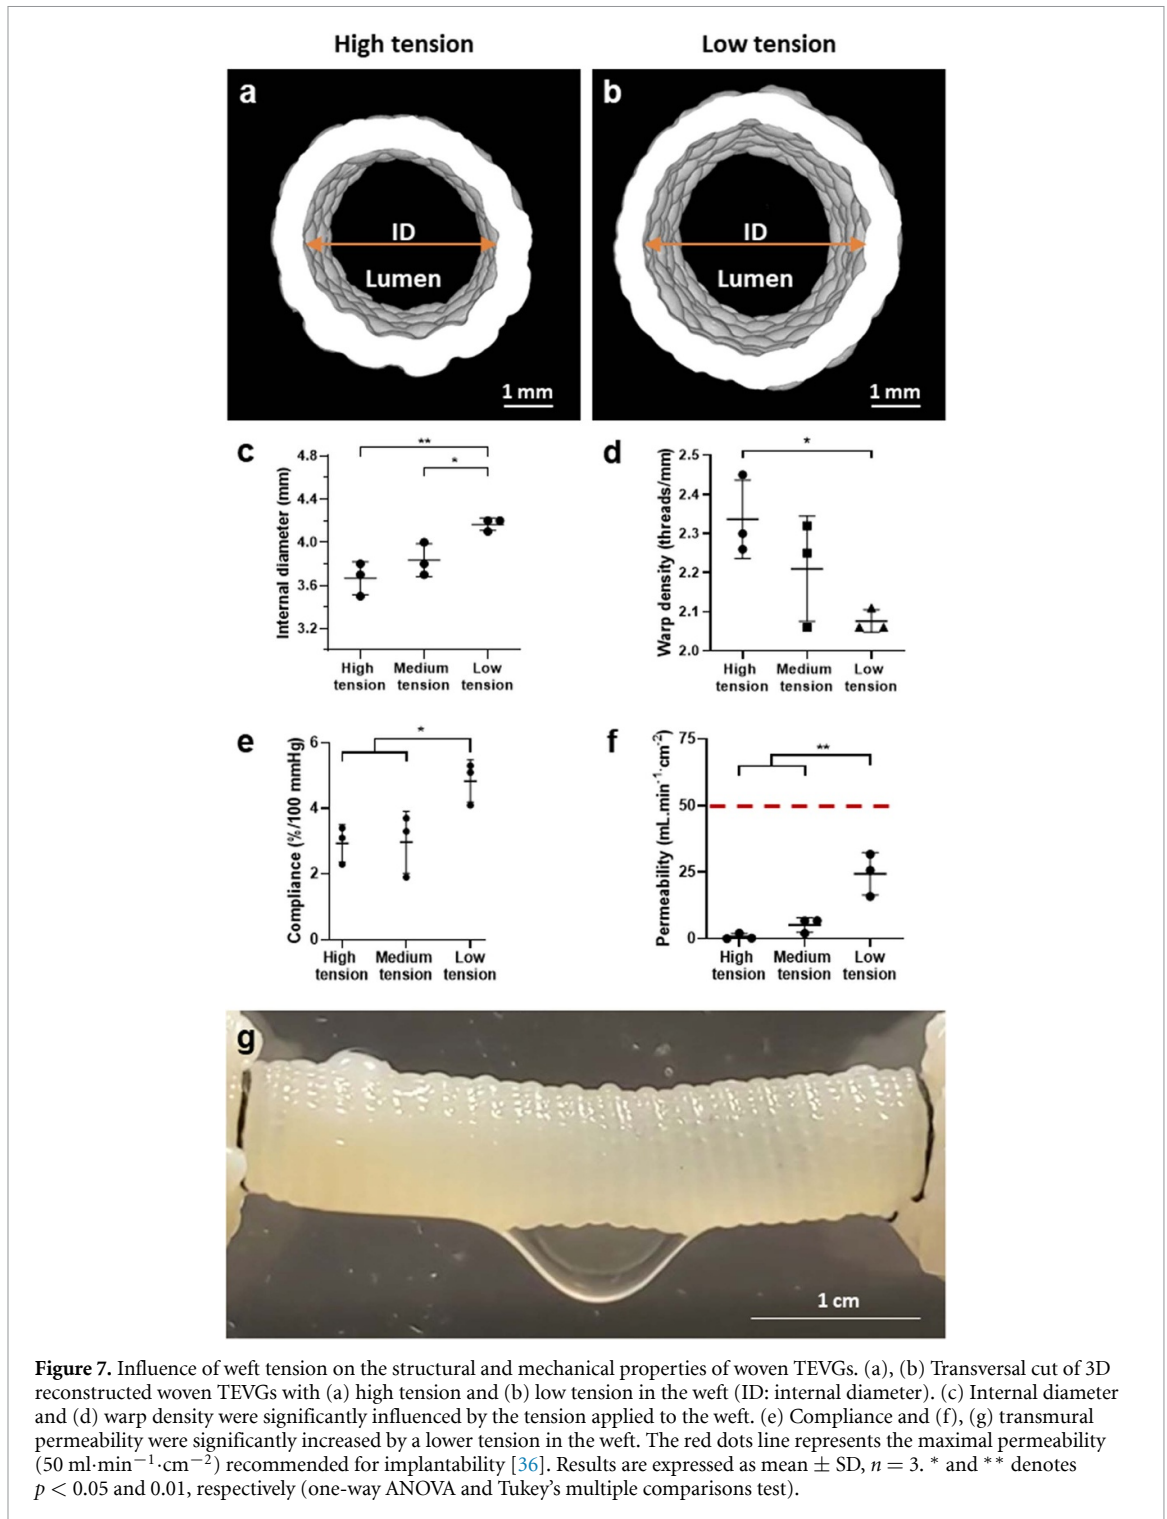 High tension
Low tension
a
ID
Lumen
1 mm
b
ID
Lumen
1 mm
c
**
*
Internal diameter (mm)
4.8
4.4
4.0
3.6
3.2
High tension
Medium tension
Low tension
d
*
Warp density (threads/mm)
2.5
2.4
2.3
2.2
2.1
2.0
High tension
Medium tension
Low tension
e
*
Compliance (%/100 mmHg)
6
4
2
0
High tension
Medium tension
Low tension
f
**
Permeability (mL.min⁻¹·cm⁻²)
75
50
25
0
High tension
Medium tension
Low tension
g
1 cm
Figure 7. Influence of weft tension on the structural and mechanical properties of woven TEVGs. (a), (b) Transversal cut of 3D
reconstructed woven TEVGs with (a) high tension and (b) low tension in the weft (ID: internal diameter). (c) Internal diameter
and (d) warp density were significantly influenced by the tension applied to the weft. (e) Compliance and (f), (g) transmural
permeability were significantly increased by a lower tension in the weft. The red dots line represents the maximal permeability
(50 ml·min⁻¹·cm⁻²) recommended for implantability [36]. Results are expressed as mean ± SD, n = 3. * and ** denotes
p < 0.05 and 0.01, respectively (one-way ANOVA and Tukey's multiple comparisons test).